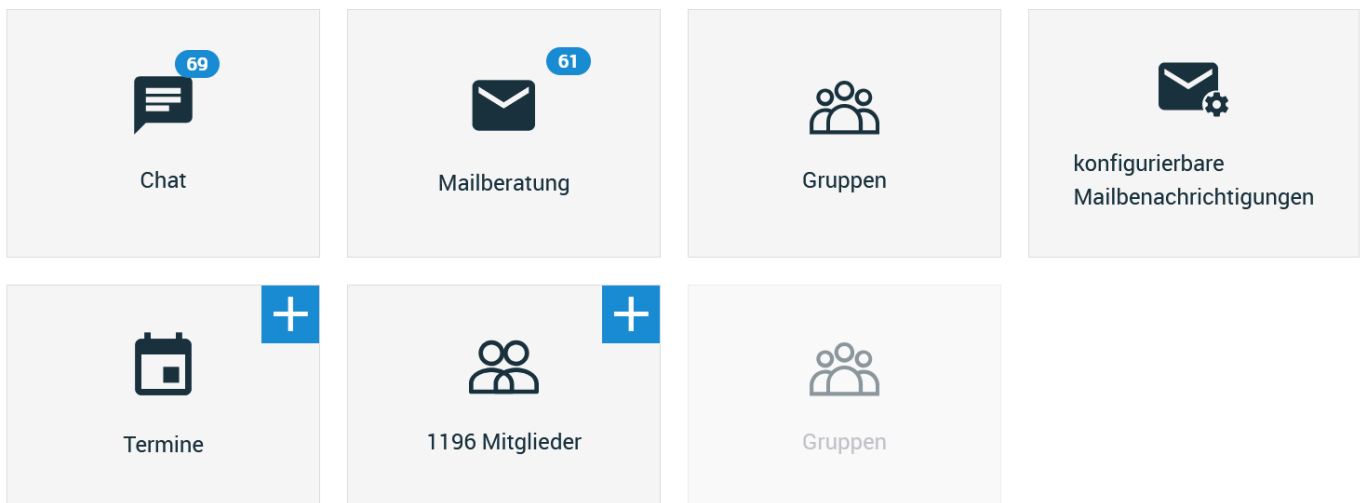 69
Chat
61
Mailberatung
Gruppen
konfigurierbare
Mailbenachrichtigungen
Termine
1196 Mitglieder
Gruppen